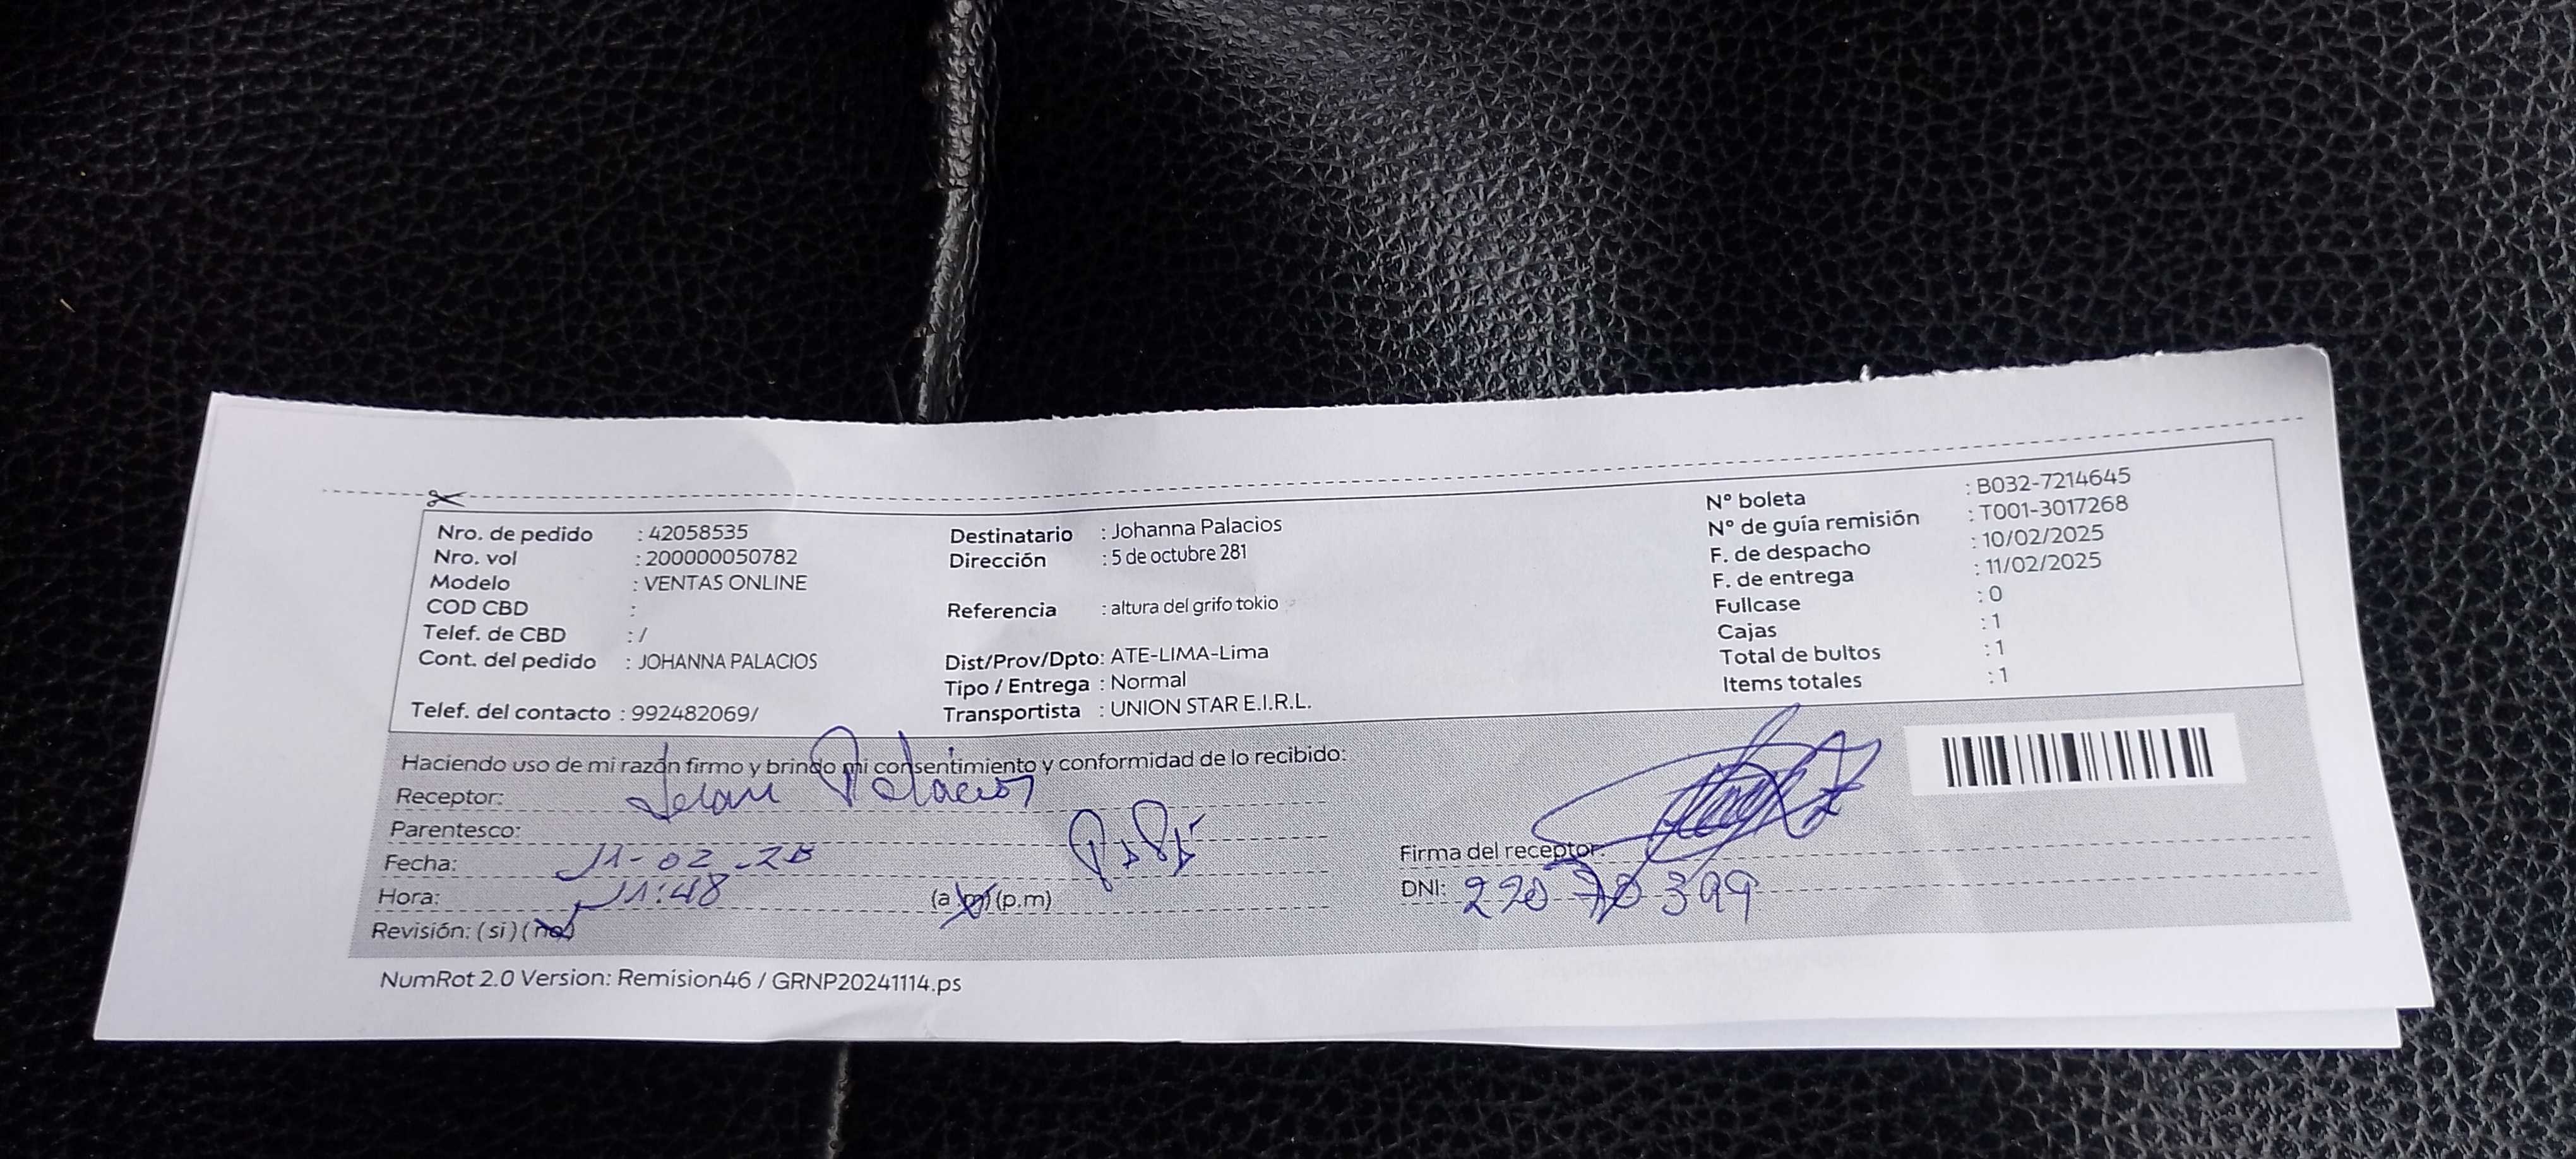 Nro. de pedido : 42058535
Nro. vol : 200000050782
Modelo : VENTAS ONLINE
COD CBD :
Telef. de CBD : /
Cont. del pedido : JOHANNA PALACIOS
Telef. del contacto : 992482069/
Destinatario : Johanna Palacios
Dirección : 5 de octubre 281
Referencia : altura del grifo tokio
Dist/Prov/Dpto: ATE-LIMA-Lima
Tipo / Entrega : Normal
Transportista : UNION STAR E.I.R.L.
N° boleta : B032-7214645
N° de guía remisión : T001-3017268
F. de despacho : 10/02/2025
F. de entrega : 11/02/2025
Fullcase : 0
Cajas : 1
Total de bultos : 1
Items totales : 1
Haciendo uso de mi razón firmo y brindo mi consentimiento y conformidad de lo recibido:
Receptor: Palacios
Parentesco:
Fecha: 11-02-25
Hora: 11:48 (a.m) (p.m)
Revisión: (si) (no)
Firma del receptor:
DNI:
NumRot 2.0 Version: Remision46 / GRNP20241114.ps